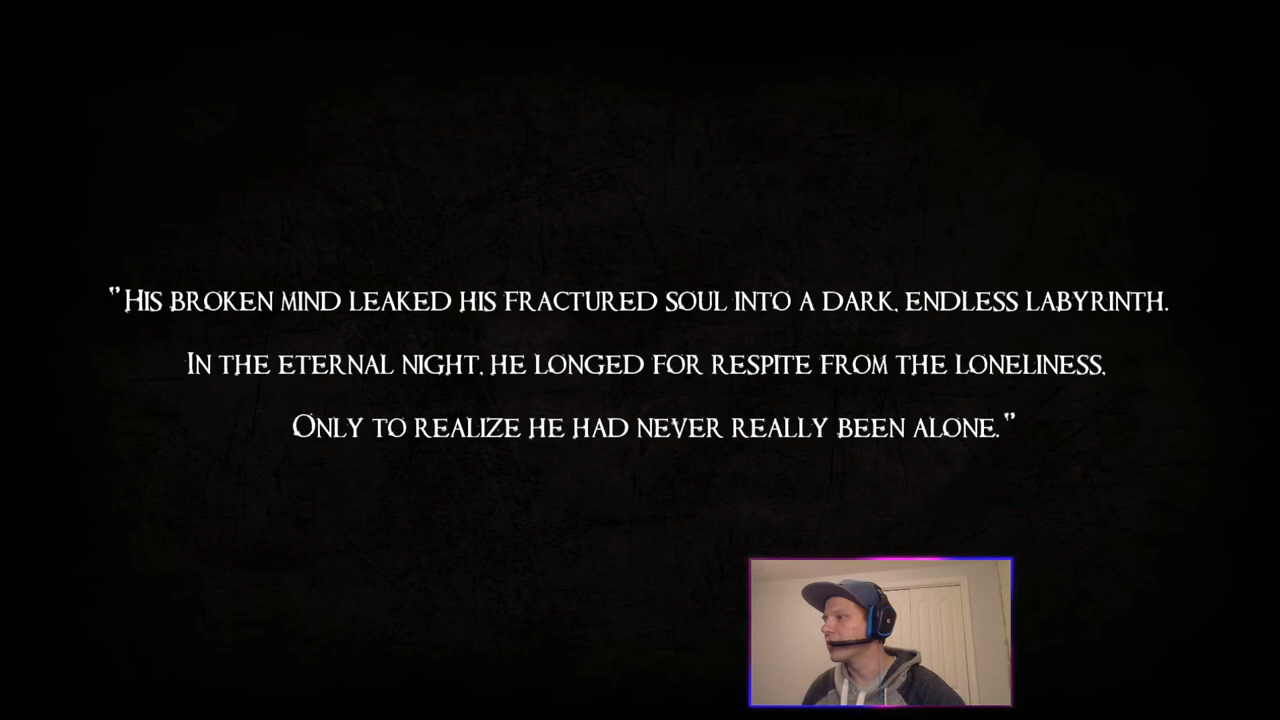 "His broken mind leaked his fractured soul into a dark, endless labyrinth.
In the eternal night, he longed for respite from the loneliness,
Only to realize he had never really been alone."